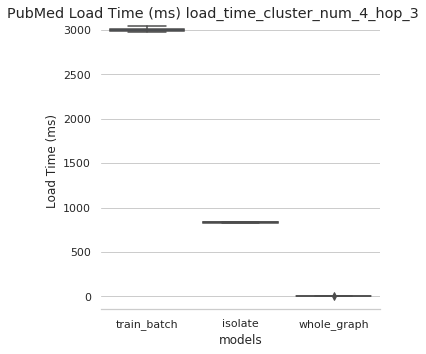 PubMed Load Time (ms) load_time_cluster_num_4_hop_3
3000
2500
2000
1500
1000
500
0
Load Time (ms)
train_batch isolate whole_graph
models